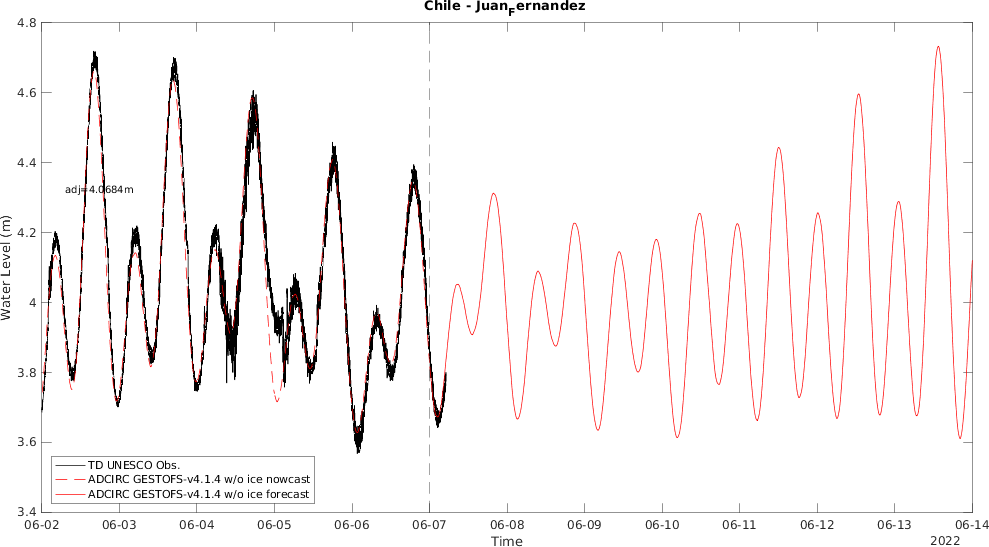 Chile - Juan_Fernandez
4.8
4.6
4.4
4.2
4
3.8
3.6
3.4
Water Level (m)
adj=4.0684m
TD UNESCO Obs.
ADCIRC GESTOFS-v4.1.4 w/o ice nowcast
ADCIRC GESTOFS-v4.1.4 w/o ice forecast
06-02 06-03 06-04 06-05 06-06 06-07 06-08 06-09 06-10 06-11 06-12 06-13 06-14
Time
2022